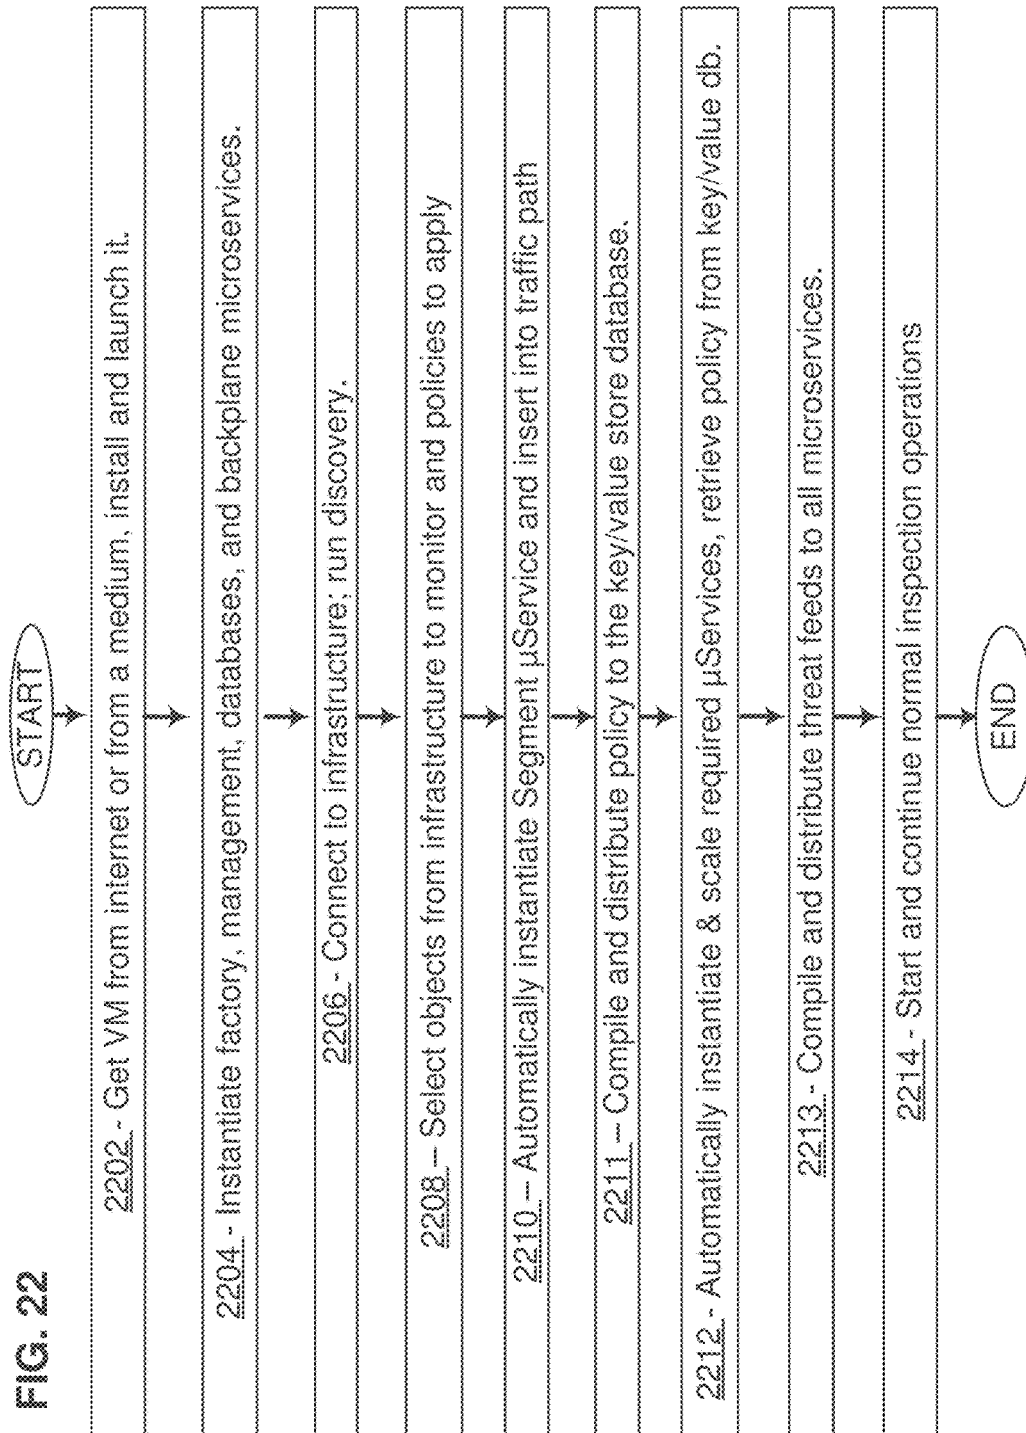 FIG. 22
START
2202 - Get VM from internet or from a medium, install and launch it.
2204 - Instantiate factory, management, databases, and backplane microservices.
2206 - Connect to infrastructure; run discovery.
2208 – Select objects from infrastructure to monitor and policies to apply
2210 – Automatically instantiate Segment µService and insert into traffic path
2211 – Compile and distribute policy to the key/value store database.
2212 - Automatically instantiate & scale required µServices, retrieve policy from key/value db.
2213 - Compile and distribute threat feeds to all microservices.
2214 - Start and continue normal inspection operations
END